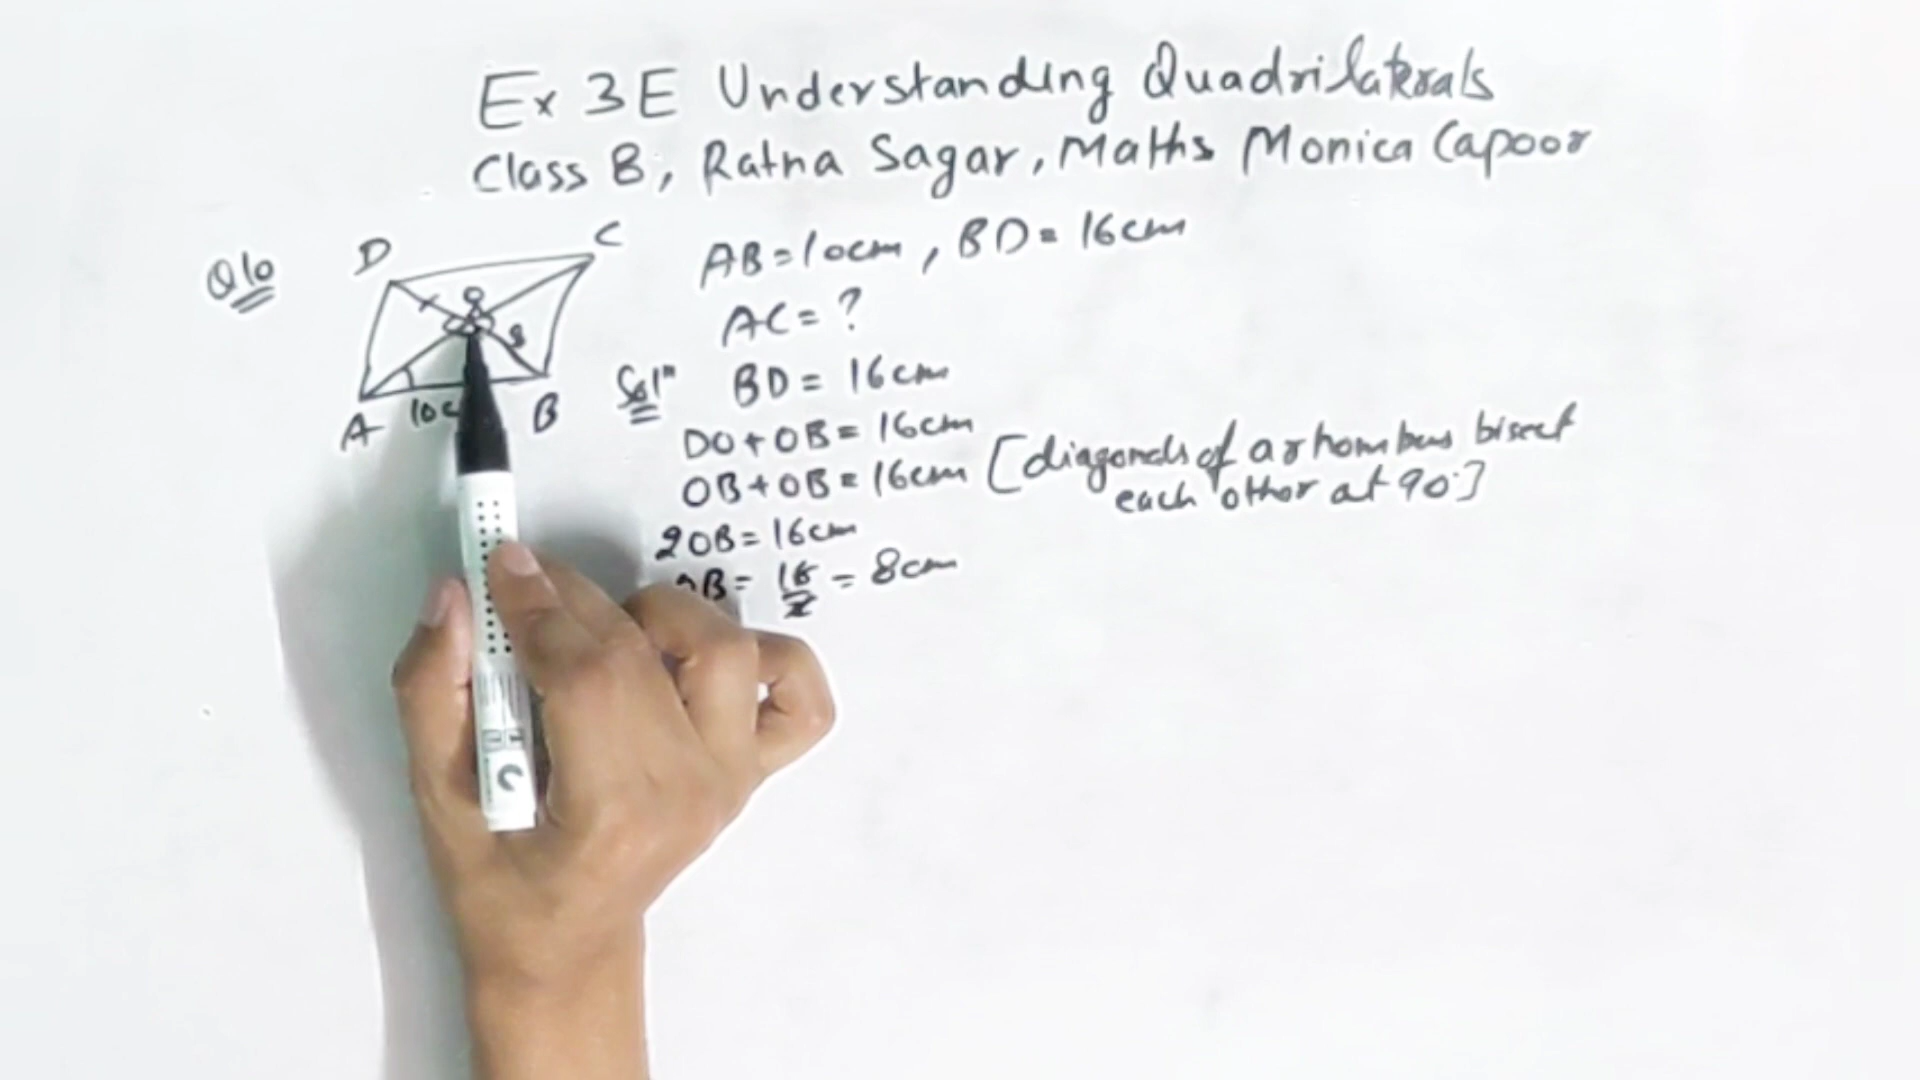 Ex 3E Understanding Quadrilaterals
Class 8, Ratna Sagar, Maths Monica Capoor
Q10
D
C
O
8
A
B
AB=10cm, BD=16cm
AC=?
Solⁿ BD=16cm
DO+OB=16cm
OB+OB=16cm [diagonals of a rhombus bisect
each other at 90°]
2OB=16cm
OB=16/2=8cm